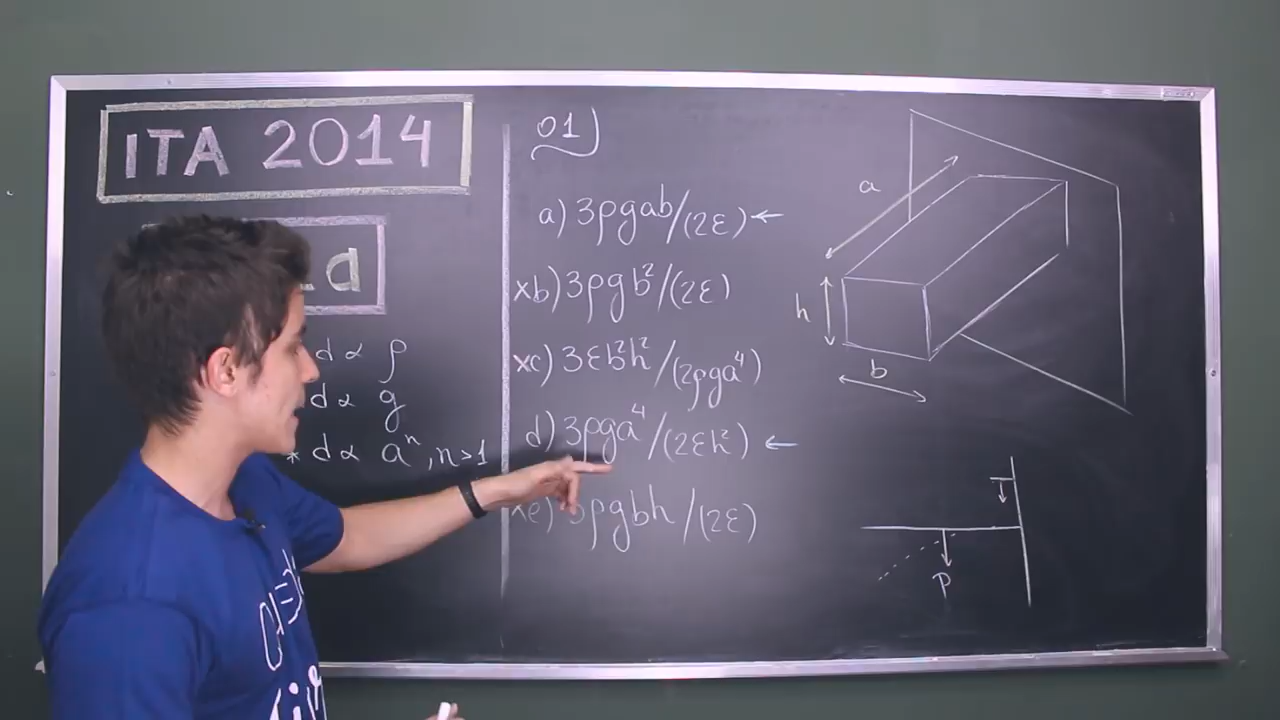 ITA 2014
a
d ∝ ρ
d ∝ g
* d ∝ aⁿ, n>1
01)
a) 3ρgab/(2ε) ←
xb) 3ρgb²/(2ε)
xc) 3εb²h²/(2ρga⁴)
d) 3ρga⁴/(2εh²) ←
xe) 3ρgbh/(2ε)
a
h
b
P